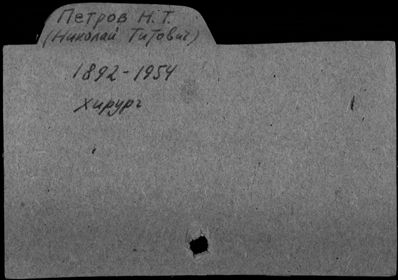 Петров Н.Т.
(Николай Титович)
1892-1954
хирург